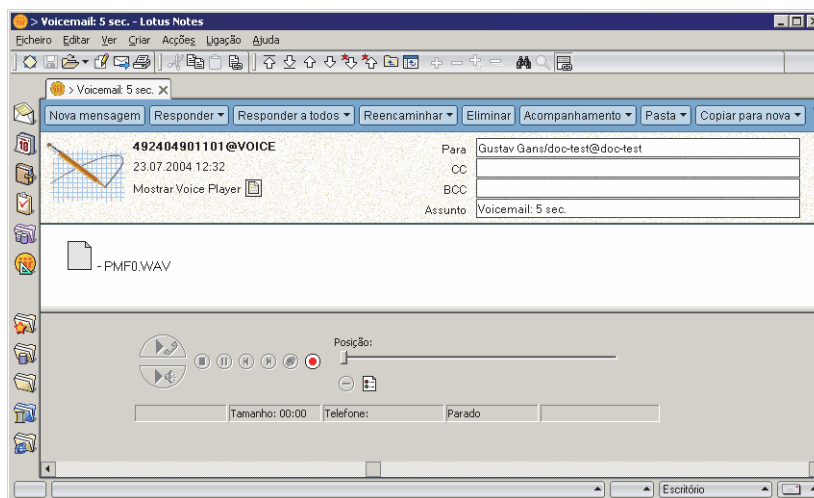 > Voicemail: 5 sec. - Lotus Notes
Ficheiro Editar Ver Criar Acções Ligação Ajuda
> Voicemail: 5 sec.
Nova mensagem Responder Responder a todos Reencaminhar Eliminar Acompanhamento Pasta Copiar para nova
492404901101@VOICE
23.07.2004 12:32
Mostrar Voice Player
Para Gustav Gans/doc-test@doc-test
CC
BCC
Assunto Voicemail: 5 sec.
- PMF0.WAV
Posição:
Tamanho: 00:00 Telefone: Parado
Escritório